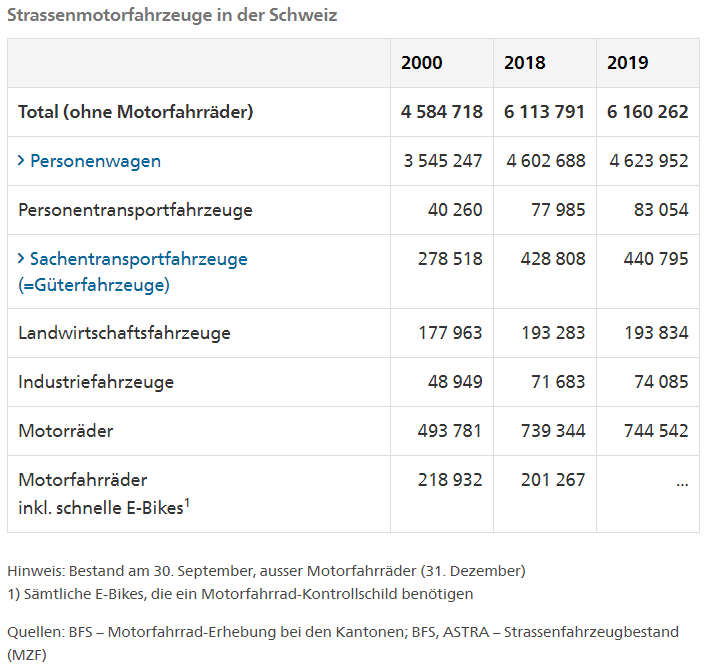 Strassenmotorfahrzeuge in der Schweiz
2000 2018 2019
Total (ohne Motorfahrräder) 4 584 718 6 113 791 6 160 262
› Personenwagen 3 545 247 4 602 688 4 623 952
Personentransportfahrzeuge 40 260 77 985 83 054
› Sachentransportfahrzeuge 278 518 428 808 440 795
(=Güterfahrzeuge)
Landwirtschaftsfahrzeuge 177 963 193 283 193 834
Industriefahrzeuge 48 949 71 683 74 085
Motorräder 493 781 739 344 744 542
Motorfahrräder 218 932 201 267 ...
inkl. schnelle E-Bikes¹
Hinweis: Bestand am 30. September, ausser Motorfahrräder (31. Dezember)
1) Sämtliche E-Bikes, die ein Motorfahrrad-Kontrollschild benötigen
Quellen: BFS – Motorfahrrad-Erhebung bei den Kantonen; BFS, ASTRA – Strassenfahrzeugbestand
(MZF)